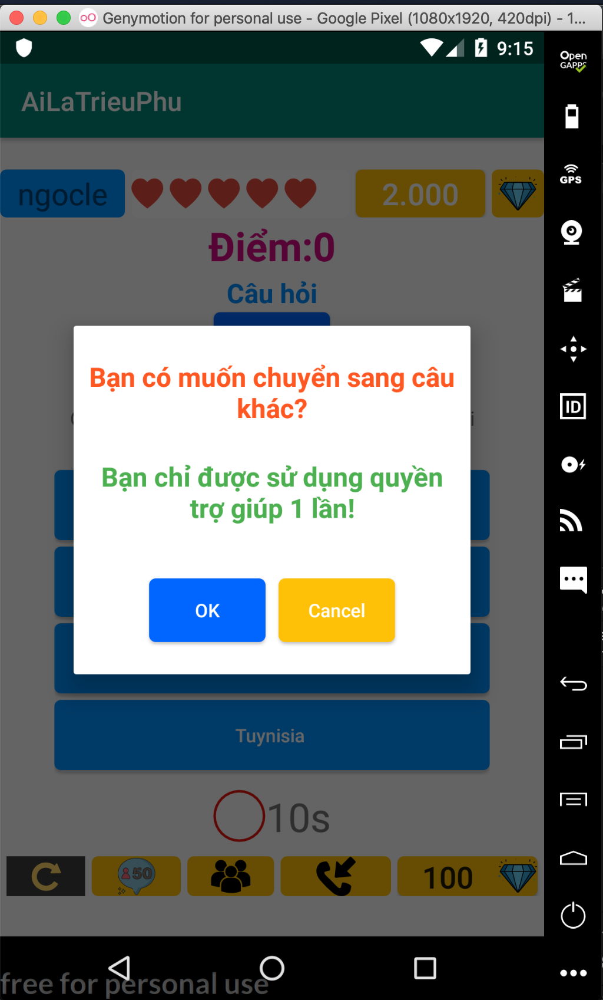 Genymotion for personal use - Google Pixel (1080x1920, 420dpi) - 1...
9:15
Open
GAPPS
AiLaTrieuPhu
GPS
ngocle
2.000
Điểm:0
Câu hỏi
Bạn có muốn chuyển sang câu
khác?
ID
Bạn chỉ được sử dụng quyền
trợ giúp 1 lần!
OK
Cancel
Tuynisia
10s
50
100
free for personal use